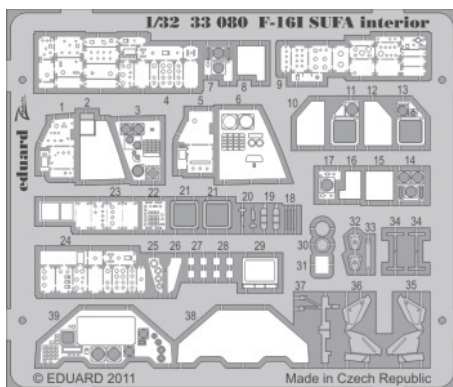 1/32 33 080 F-16I SUFA interior
eduard
1 2 3 4 5 6 7 8 9 10 11 12 13
17 16 15 14
23 22 21 21 20 19 18
24 25 26 27 28 29
30 31 32 33 34 34
39 38 37 36 35
© EDUARD 2011
Made in Czech Republic